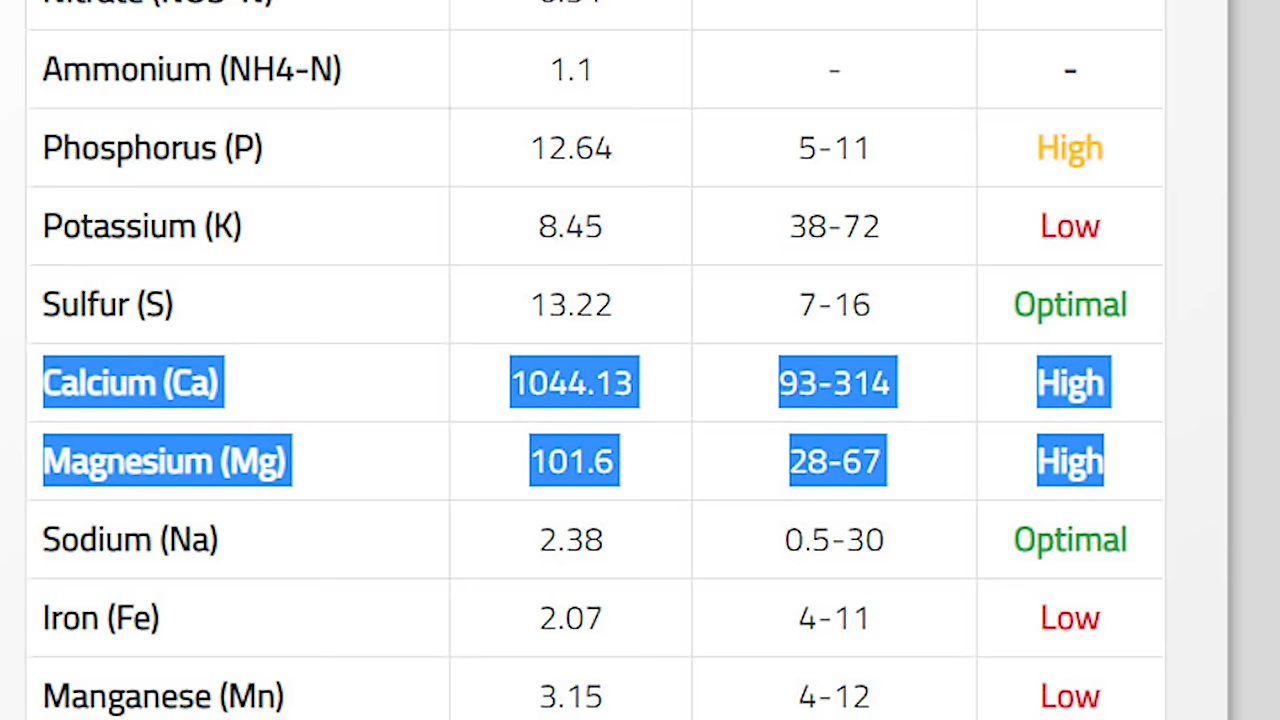 Ammonium (NH4-N) 1.1 - -
Phosphorus (P) 12.64 5-11 High
Potassium (K) 8.45 38-72 Low
Sulfur (S) 13.22 7-16 Optimal
Calcium (Ca) 1044.13 93-314 High
Magnesium (Mg) 101.6 28-67 High
Sodium (Na) 2.38 0.5-30 Optimal
Iron (Fe) 2.07 4-11 Low
Manganese (Mn) 3.15 4-12 Low